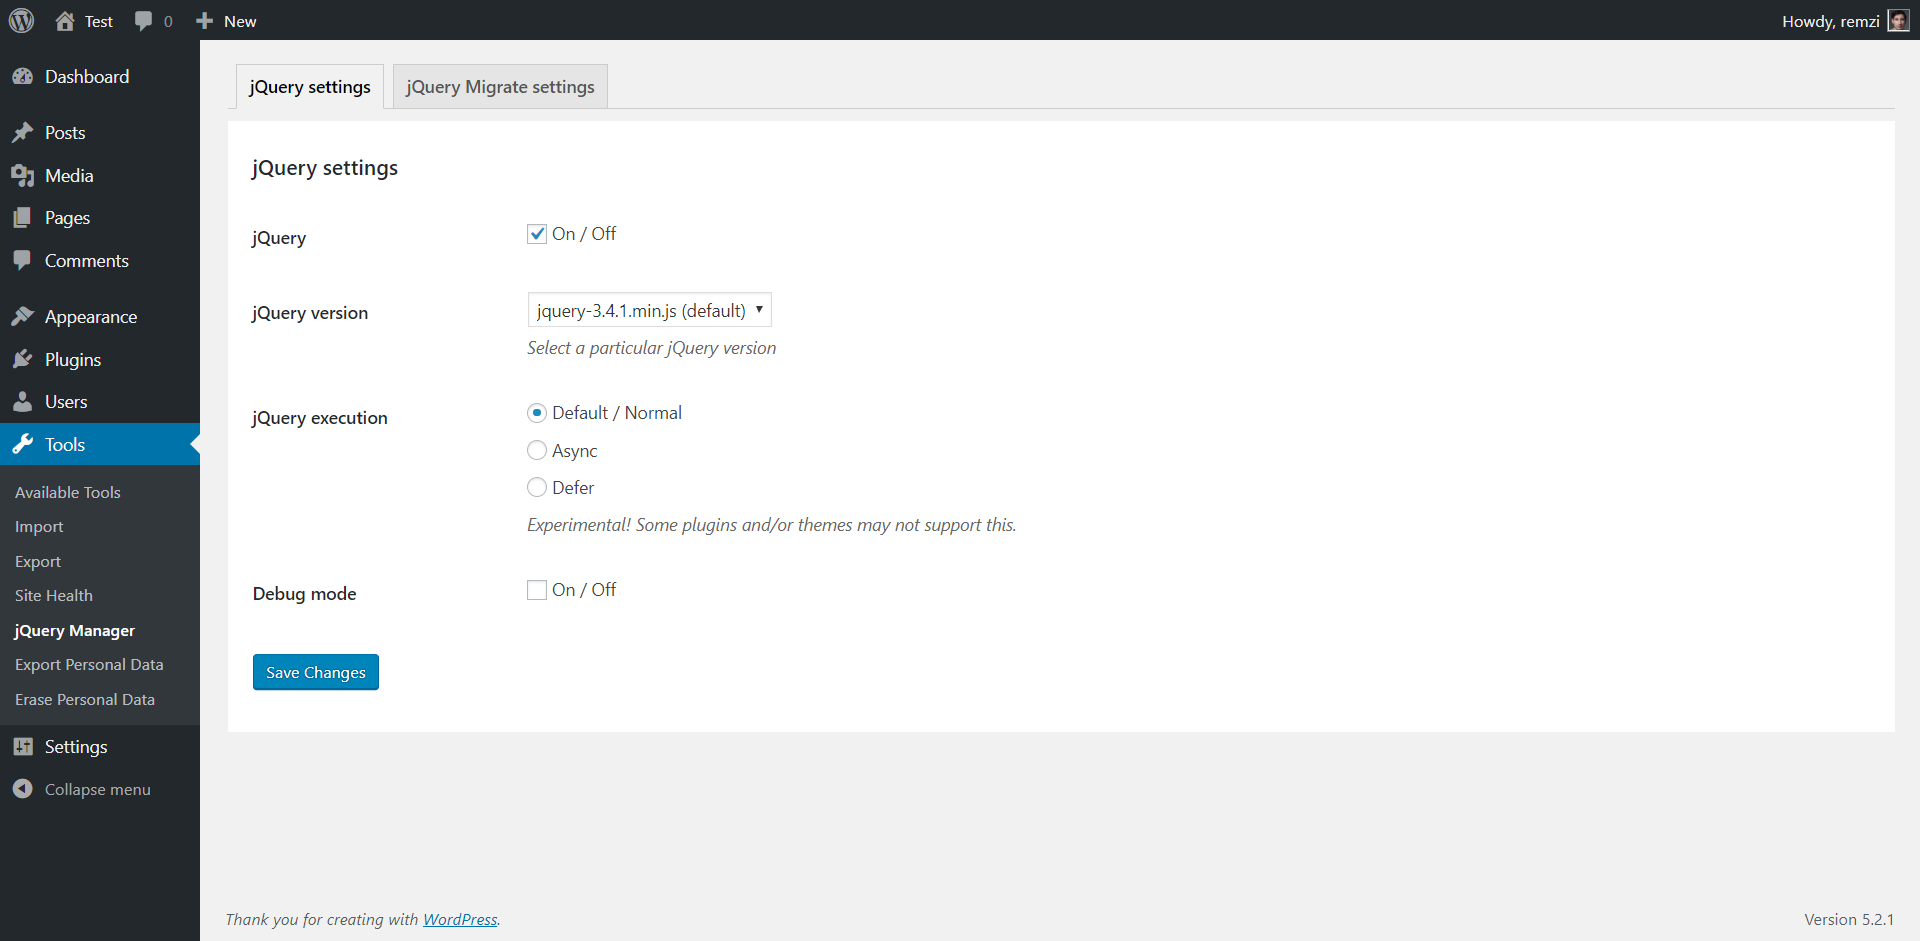 Test
0
New
Howdy, remzi
Dashboard
Posts
Media
Pages
Comments
Appearance
Plugins
Users
Tools
Available Tools
Import
Export
Site Health
jQuery Manager
Export Personal Data
Erase Personal Data
Settings
Collapse menu
jQuery settings
jQuery Migrate settings
jQuery settings
jQuery
On / Off
jQuery version
jquery-3.4.1.min.js (default)
Select a particular jQuery version
jQuery execution
Default / Normal
Async
Defer
Experimental! Some plugins and/or themes may not support this.
Debug mode
On / Off
Save Changes
Thank you for creating with WordPress.
Version 5.2.1